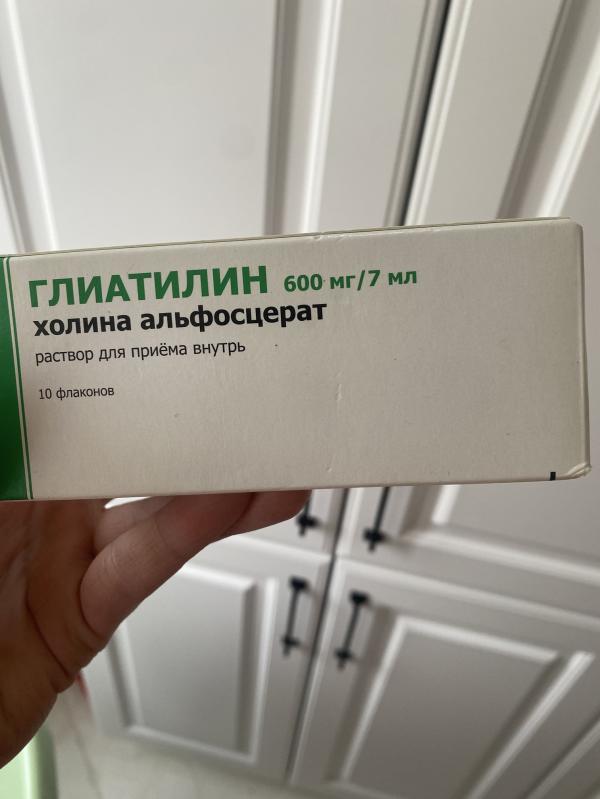 ГЛИАТИЛИН 600 мг/7 мл
холина альфосцерат
раствор для приёма внутрь
10 флаконов